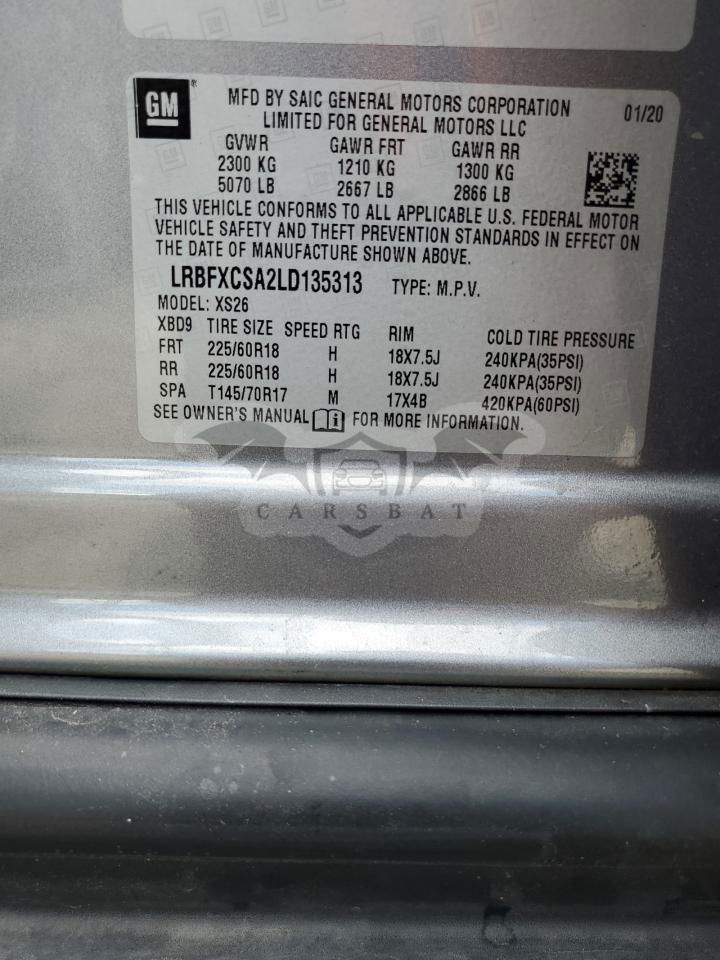 GM
MFD BY SAIC GENERAL MOTORS CORPORATION 01/20
LIMITED FOR GENERAL MOTORS LLC
GVWR GAWR FRT GAWR RR
2300 KG 1210 KG 1300 KG
5070 LB 2667 LB 2866 LB
THIS VEHICLE CONFORMS TO ALL APPLICABLE U.S. FEDERAL MOTOR
VEHICLE SAFETY AND THEFT PREVENTION STANDARDS IN EFFECT ON
THE DATE OF MANUFACTURE SHOWN ABOVE.
LRBFXCSA2LD135313 TYPE: M.P.V.
MODEL: XS26
XBD9 TIRE SIZE SPEED RTG RIM COLD TIRE PRESSURE
FRT 225/60R18 H 18X7.5J 240KPA(35PSI)
RR 225/60R18 H 18X7.5J 240KPA(35PSI)
SPA T145/70R17 M 17X4B 420KPA(60PSI)
SEE OWNER'S MANUAL FOR MORE INFORMATION.
CARSBAT